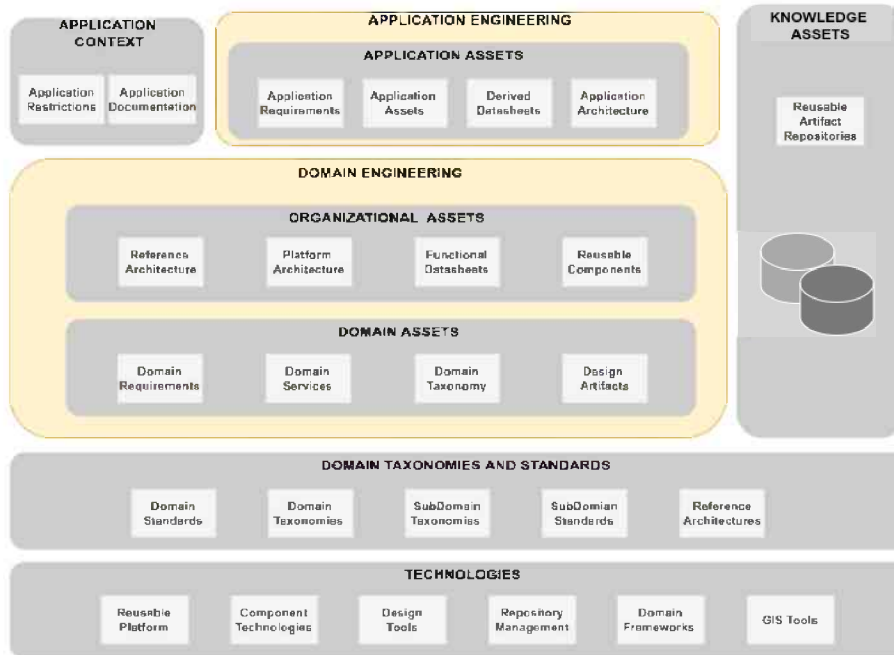 APPLICATION
CONTEXT
Application
Restrictions
Application
Documentation
APPLICATION ENGINEERING
APPLICATION ASSETS
Application
Requirements
Application
Assets
Derived
Datasheets
Application
Architecture
KNOWLEDGE
ASSETS
Reusable
Artifact
Repositories
DOMAIN ENGINEERING
ORGANIZATIONAL ASSETS
Reference
Architecture
Platform
Architecture
Functional
Datasheets
Reusable
Components
DOMAIN ASSETS
Domain
Requirements
Domain
Services
Domain
Taxonomy
Design
Artifacts
DOMAIN TAXONOMIES AND STANDARDS
Domain
Standards
Domain
Taxonomies
SubDomain
Taxonomies
SubDomian
Standards
Reference
Architectures
TECHNOLOGIES
Reusable
Platform
Component
Technologies
Design
Tools
Repository
Management
Domain
Frameworks
GIS Tools